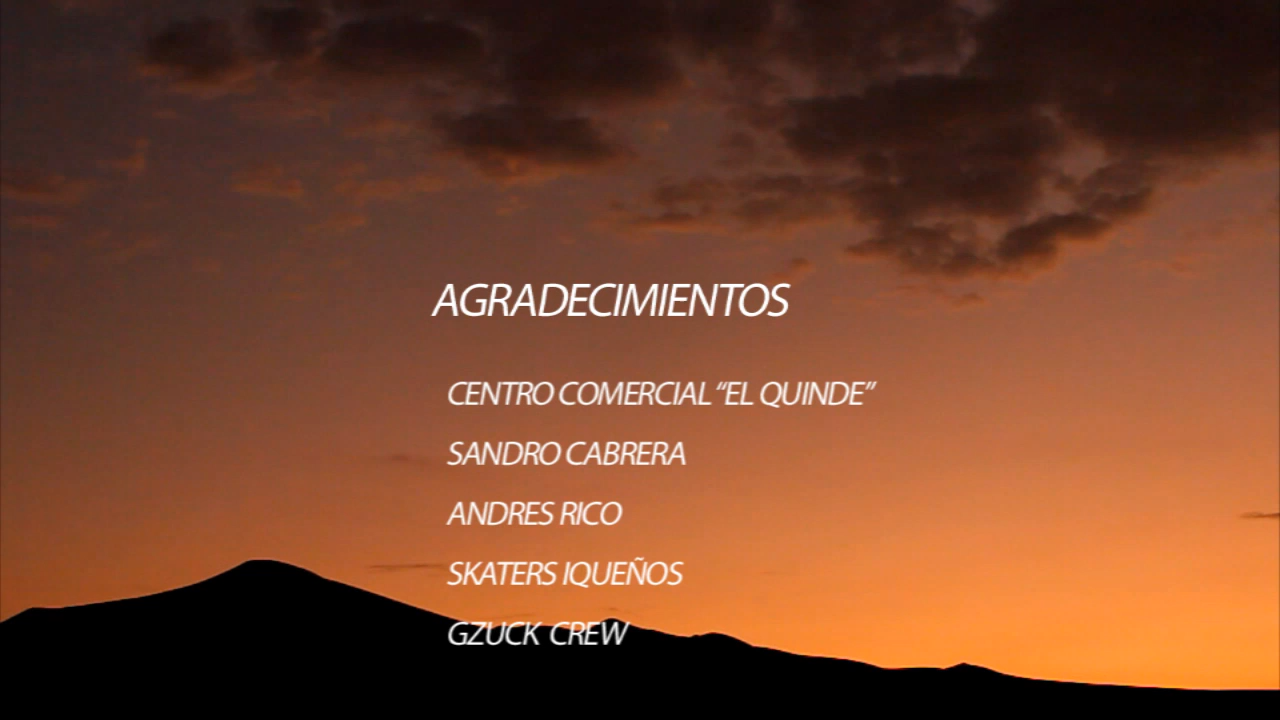 AGRADECIMIENTOS
CENTRO COMERCIAL “EL QUINDE”
SANDRO CABRERA
ANDRES RICO
SKATERS IQUEÑOS
GZUCK CREW